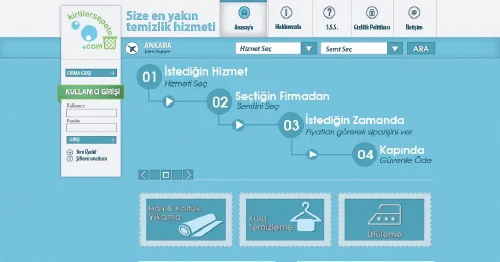 kirlilersepete
.com
Size en yakın
temizlik hizmeti
Anasayfa
Hakkımızda
S.S.S.
Gizlilik Politikası
İletişim
ANKARA
Şehir Değiştir
Hizmet Seç
Semt Seç
ARA
FİRMA GİRİŞİ
KULLANICI GİRİŞİ
Kullanıcı
Parola
GİRİŞ
Yeni Üyelik
Şifremi unuttum
01 İstediğin Hizmet
Hizmeti Seç
02 Seçtiğin Firmadan
Semtini Seç
03 İstediğin Zamanda
Fiyatları görerek siparişini ver
04 Kapında
Güvenle Öde
Halı & Koltuk
Yıkama
Kuru
Temizleme
Ütüleme